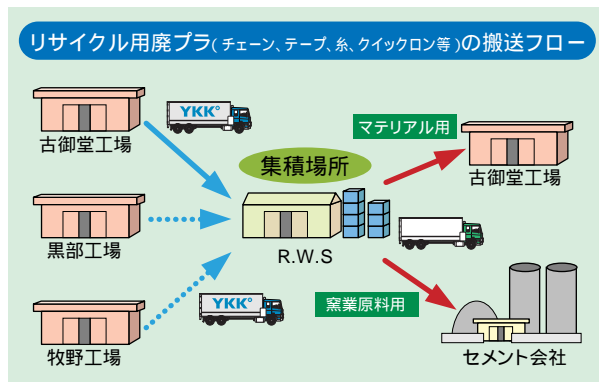 リサイクル用廃プラ(チェーン、テープ、糸、クイックロン等)の搬送フロー
YKK°
古御堂工場
マテリアル用
古御堂工場
集積場所
黒部工場
R.W.S
YKK°
窯業原料用
牧野工場
セメント会社